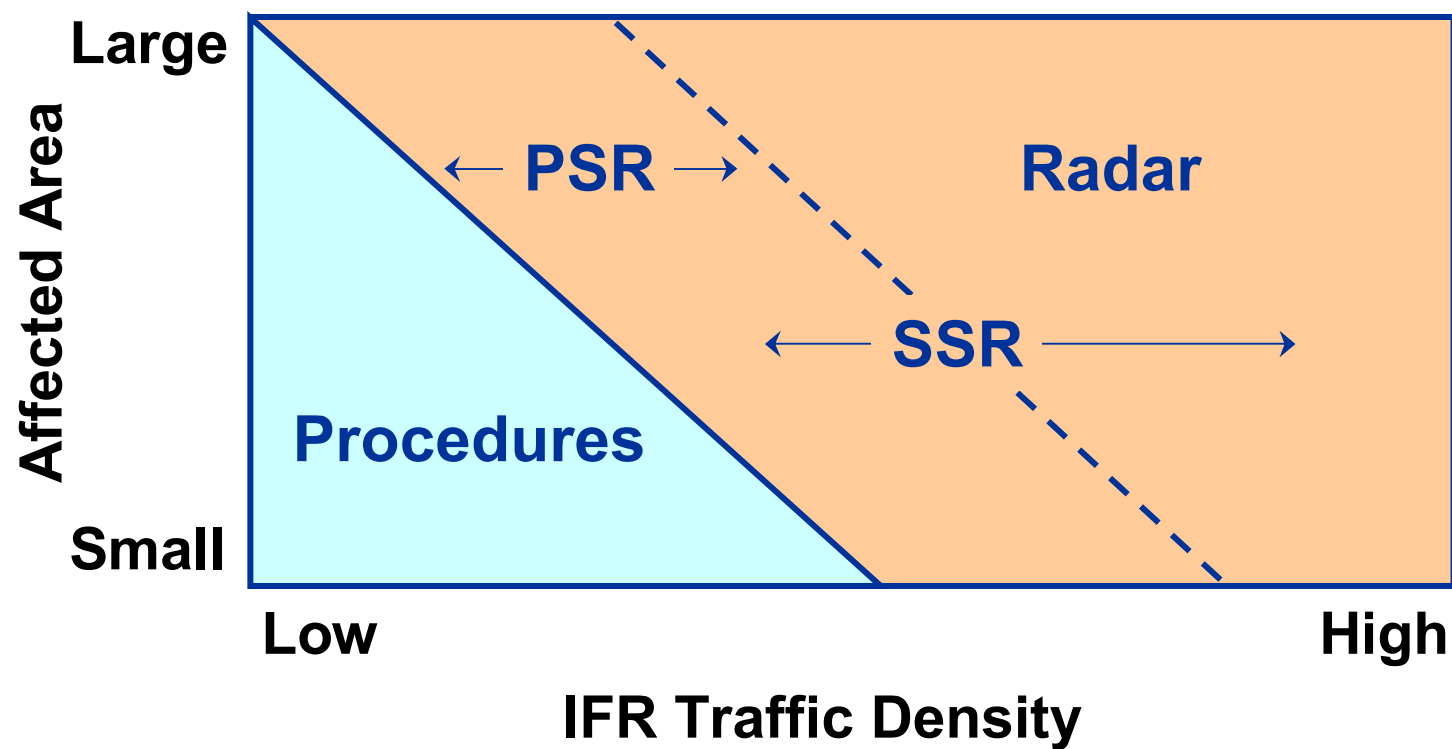 Large
Affected Area
PSR
Radar
SSR
Procedures
Small
Low
High
IFR Traffic Density